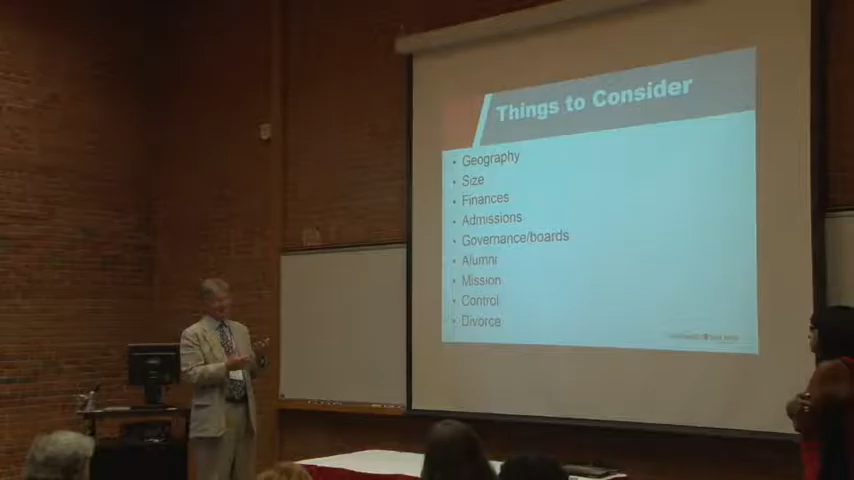 Things to Consider
• Geography
• Size
• Finances
• Admissions
• Governance/boards
• Alumni
• Mission
• Control
• Divorce